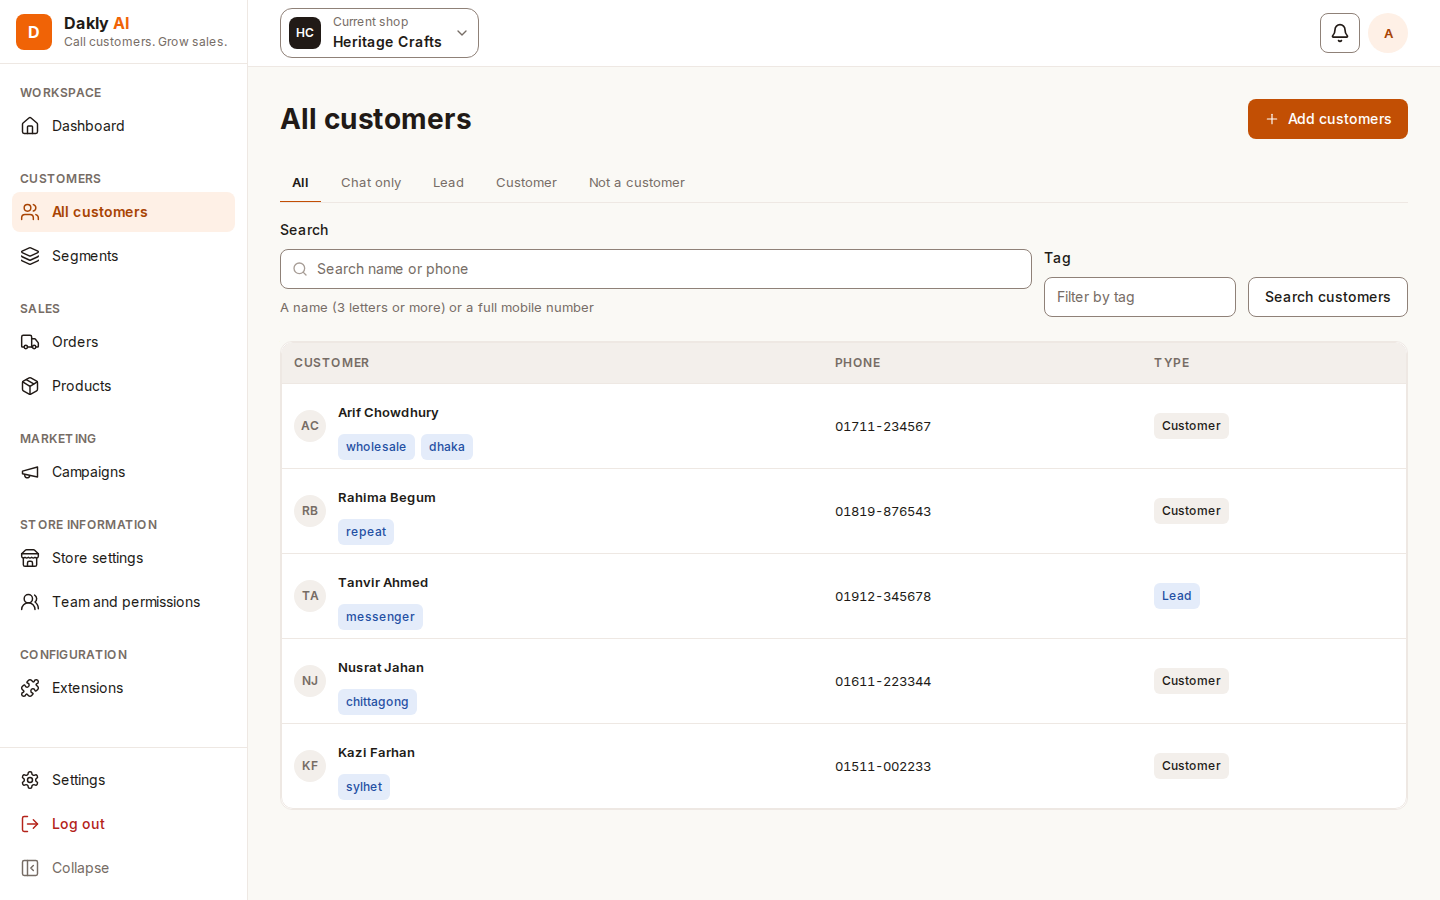 D
Dakly AI
Call customers. Grow sales.
WORKSPACE
Dashboard
CUSTOMERS
All customers
Segments
SALES
Orders
Products
MARKETING
Campaigns
STORE INFORMATION
Store settings
Team and permissions
CONFIGURATION
Extensions
Settings
Log out
Collapse
HC
Current shop
Heritage Crafts
A
All customers
Add customers
All
Chat only
Lead
Customer
Not a customer
Search
Search name or phone
A name (3 letters or more) or a full mobile number
Tag
Filter by tag
Search customers
CUSTOMER PHONE TYPE
AC
Arif Chowdhury
wholesale dhaka
01711-234567
Customer
RB
Rahima Begum
repeat
01819-876543
Customer
TA
Tanvir Ahmed
messenger
01912-345678
Lead
NJ
Nusrat Jahan
chittagong
01611-223344
Customer
KF
Kazi Farhan
sylhet
01511-002233
Customer